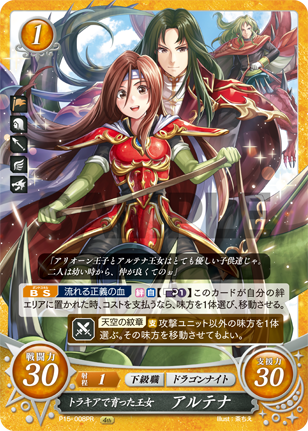 1
「アリオーン王子とアルテナ王女はとても優しい子供達じゃ、
二人は幼い時から、仲が良くてのぉ」
B S 流れる正義の血 絆 自 【1】このカードが自分の絆
エリアに置かれた時、コストを支払うなら、味方を1体選び、移動させる。
天空の紋章 支 攻撃ユニット以外の味方を1体
選ぶ。その味方を移動させてもよい。
戦闘力
30
射程 1 下級職 ドラゴンナイト
支援力
30
トラキアで育った王女 アルテナ
P15-008PR